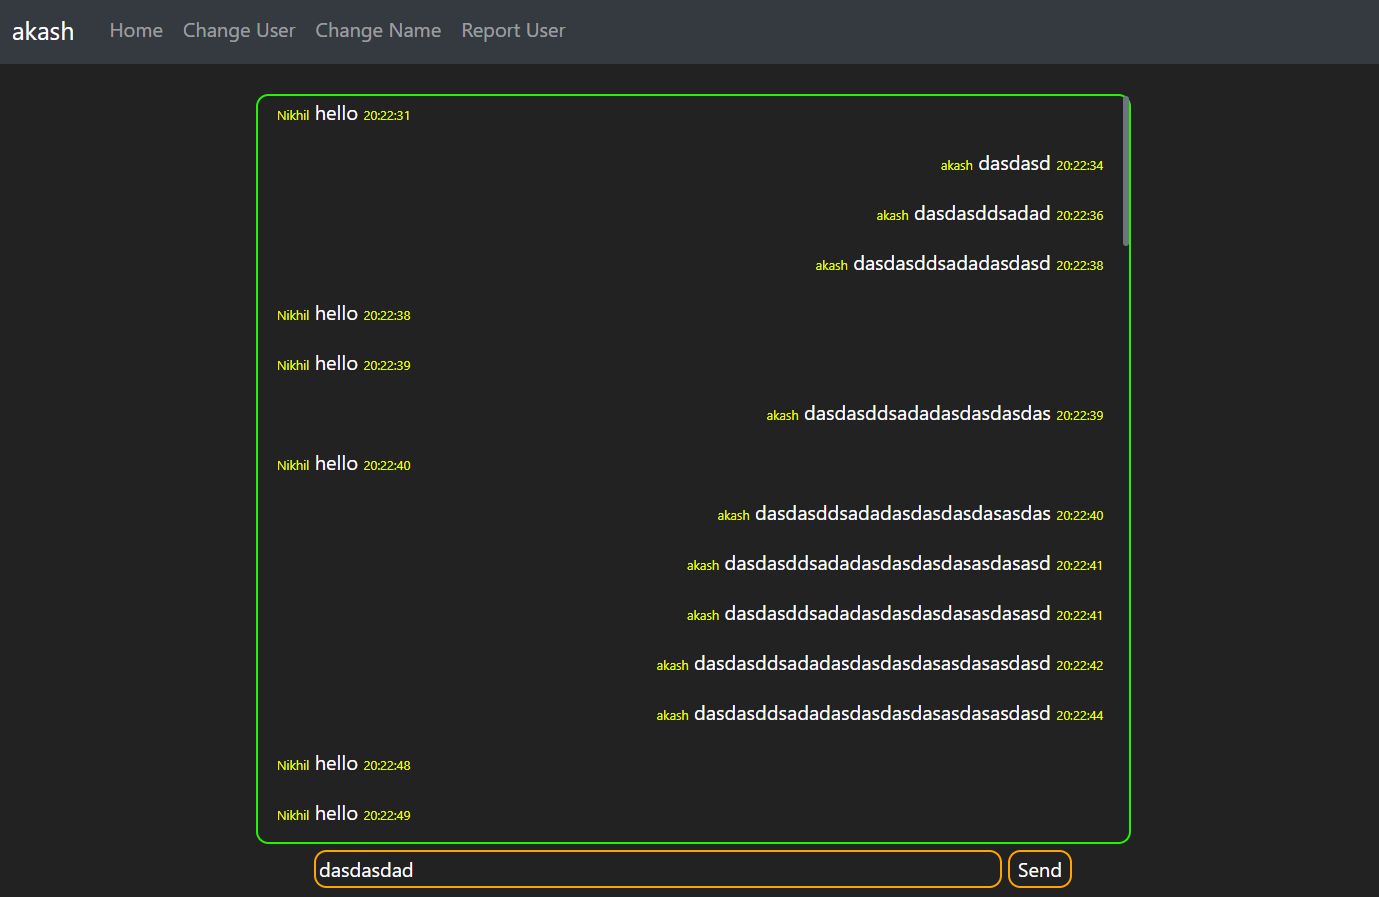 akash Home Change User Change Name Report User
Nikhil hello 20:22:31
akash dasdasd 20:22:34
akash dasdasddsadad 20:22:36
akash dasdasddsadadasdasd 20:22:38
Nikhil hello 20:22:38
Nikhil hello 20:22:39
akash dasdasddsadadasdasdasdas 20:22:39
Nikhil hello 20:22:40
akash dasdasddsadadasdasdasdasasdas 20:22:40
akash dasdasddsadadasdasdasdasasdasasd 20:22:41
akash dasdasddsadadasdasdasdasasdasasd 20:22:41
akash dasdasddsadadasdasdasdasasdasasdasd 20:22:42
akash dasdasddsadadasdasdasdasasdasasdasd 20:22:44
Nikhil hello 20:22:48
Nikhil hello 20:22:49
dasdasdad Send